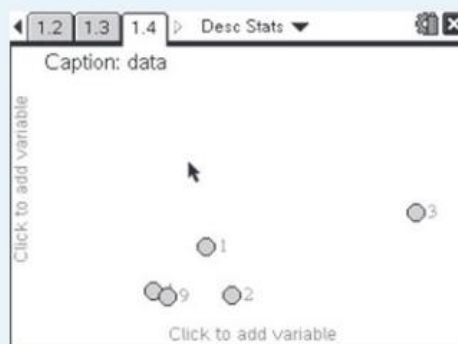 1.2 1.3 1.4 Desc Stats
Caption: data
Click to add variable
3
1
9
2
Click to add variable